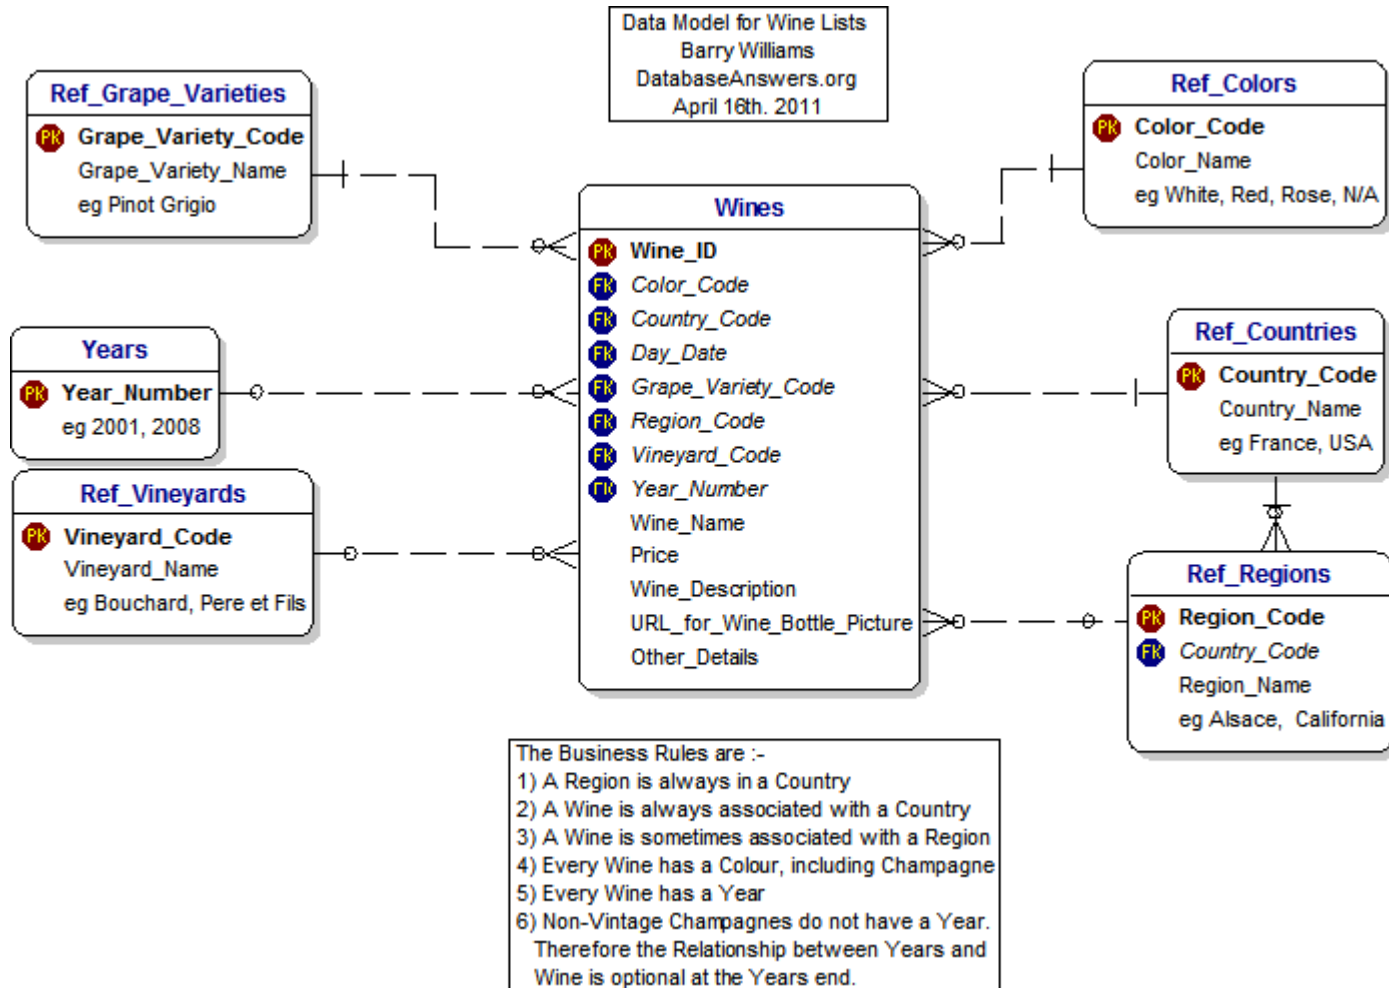 Data Model for Wine Lists
Barry Williams
DatabaseAnswers.org
April 16th. 2011
Ref_Grape_Varieties
PK Grape_Variety_Code
Grape_Variety_Name
eg Pinot Grigio
Years
PK Year_Number
eg 2001, 2008
Ref_Vineyards
PK Vineyard_Code
Vineyard_Name
eg Bouchard, Pere et Fils
Wines
PK Wine_ID
FK Color_Code
FK Country_Code
FK Day_Date
FK Grape_Variety_Code
FK Region_Code
FK Vineyard_Code
FK Year_Number
Wine_Name
Price
Wine_Description
URL_for_Wine_Bottle_Picture
Other_Details
Ref_Colors
PK Color_Code
Color_Name
eg White, Red, Rose, N/A
Ref_Countries
PK Country_Code
Country_Name
eg France, USA
Ref_Regions
PK Region_Code
FK Country_Code
Region_Name
eg Alsace, California
The Business Rules are :-
1) A Region is always in a Country
2) A Wine is always associated with a Country
3) A Wine is sometimes associated with a Region
4) Every Wine has a Colour, including Champagne
5) Every Wine has a Year
6) Non-Vintage Champagnes do not have a Year.
Therefore the Relationship between Years and
Wine is optional at the Years end.